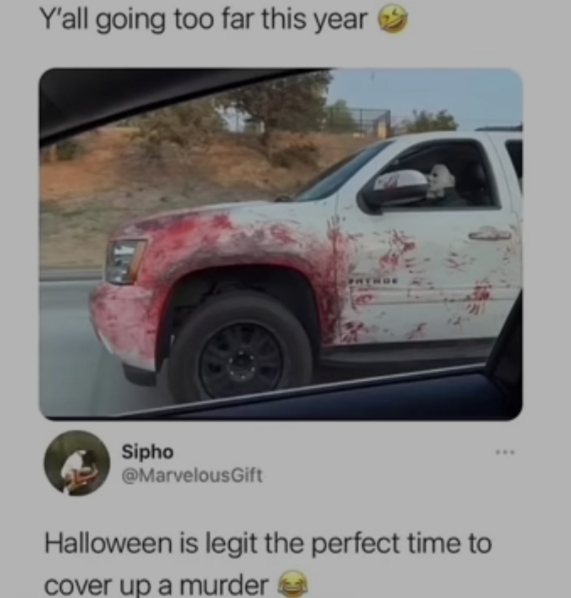 Y'all going too far this year 🤣
Sipho
@MarvelousGift
Halloween is legit the perfect time to
cover up a murder 😂